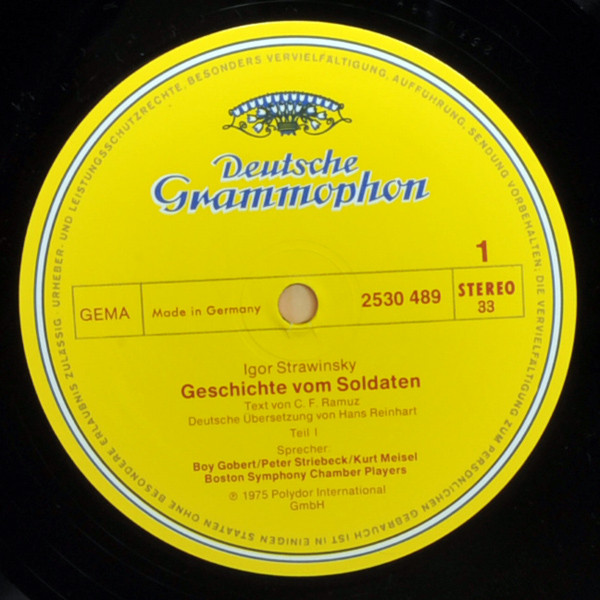 URHEBER- UND LEISTUNGSSCHUTZRECHTE, BESONDERS VERVIELFÄLTIGUNG, AUFFÜHRUNG, SENDUNG VORBEHALTEN; DIE VERVIELFÄLTIGUNG ZUM PERSÖNLICHEN GEBRAUCH IST IN EINIGEN STAATEN OHNE BESONDERE ERLAUBNIS ZULÄSSIG
Deutsche
Grammophon
1
GEMA
Made in Germany
2530 489
STEREO
33
Igor Strawinsky
Geschichte vom Soldaten
Text von C. F. Ramuz
Deutsche Übersetzung von Hans Reinhart
Teil I
Sprecher:
Boy Gobert/Peter Striebeck/Kurt Meisel
Boston Symphony Chamber Players
℗ 1975 Polydor International
GmbH